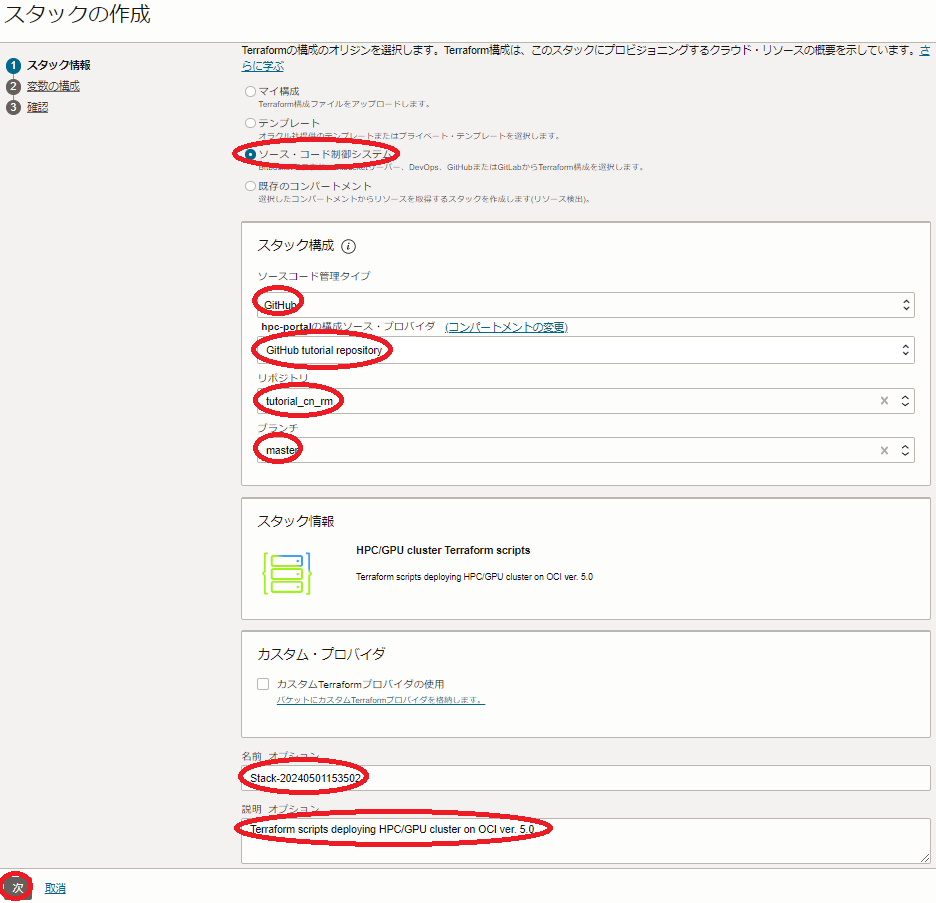 スタックの作成
1 スタック情報
2 変数の構成
3 確認
Terraformの構成のオリジンを選択します。Terraform構成は、このスタックにプロビジョニングするクラウド・リソースの概要を示しています。さ
らに学ぶ
マイ構成
Terraform構成ファイルをアップロードします。
テンプレート
オラクル社提供のテンプレートまたはプライベート・テンプレートを選択します。
ソース・コード制御システム
サーバー、DevOps、GitHubまたはGitLabからTerraform構成を選択します。
既存のコンパートメント
選択したコンパートメントからリソースを取得するスタックを作成します(リソース検出)。
スタック構成
ソースコード管理タイプ
GitHub
hpc-portalの構成ソース・プロバイダ (コンパートメントの変更)
GitHub tutorial repository
リポジトリ
tutorial_cn_rm
ブランチ
master
スタック情報
HPC/GPU cluster Terraform scripts
Terraform scripts deploying HPC/GPU cluster on OCI ver. 5.0
カスタム・プロバイダ
カスタムTerraformプロバイダの使用
バケットにカスタムTerraformプロバイダを格納します。
名前 オプション
Stack-20240501153502
説明 オプション
Terraform scripts deploying HPC/GPU cluster on OCI ver. 5.0
次 取消